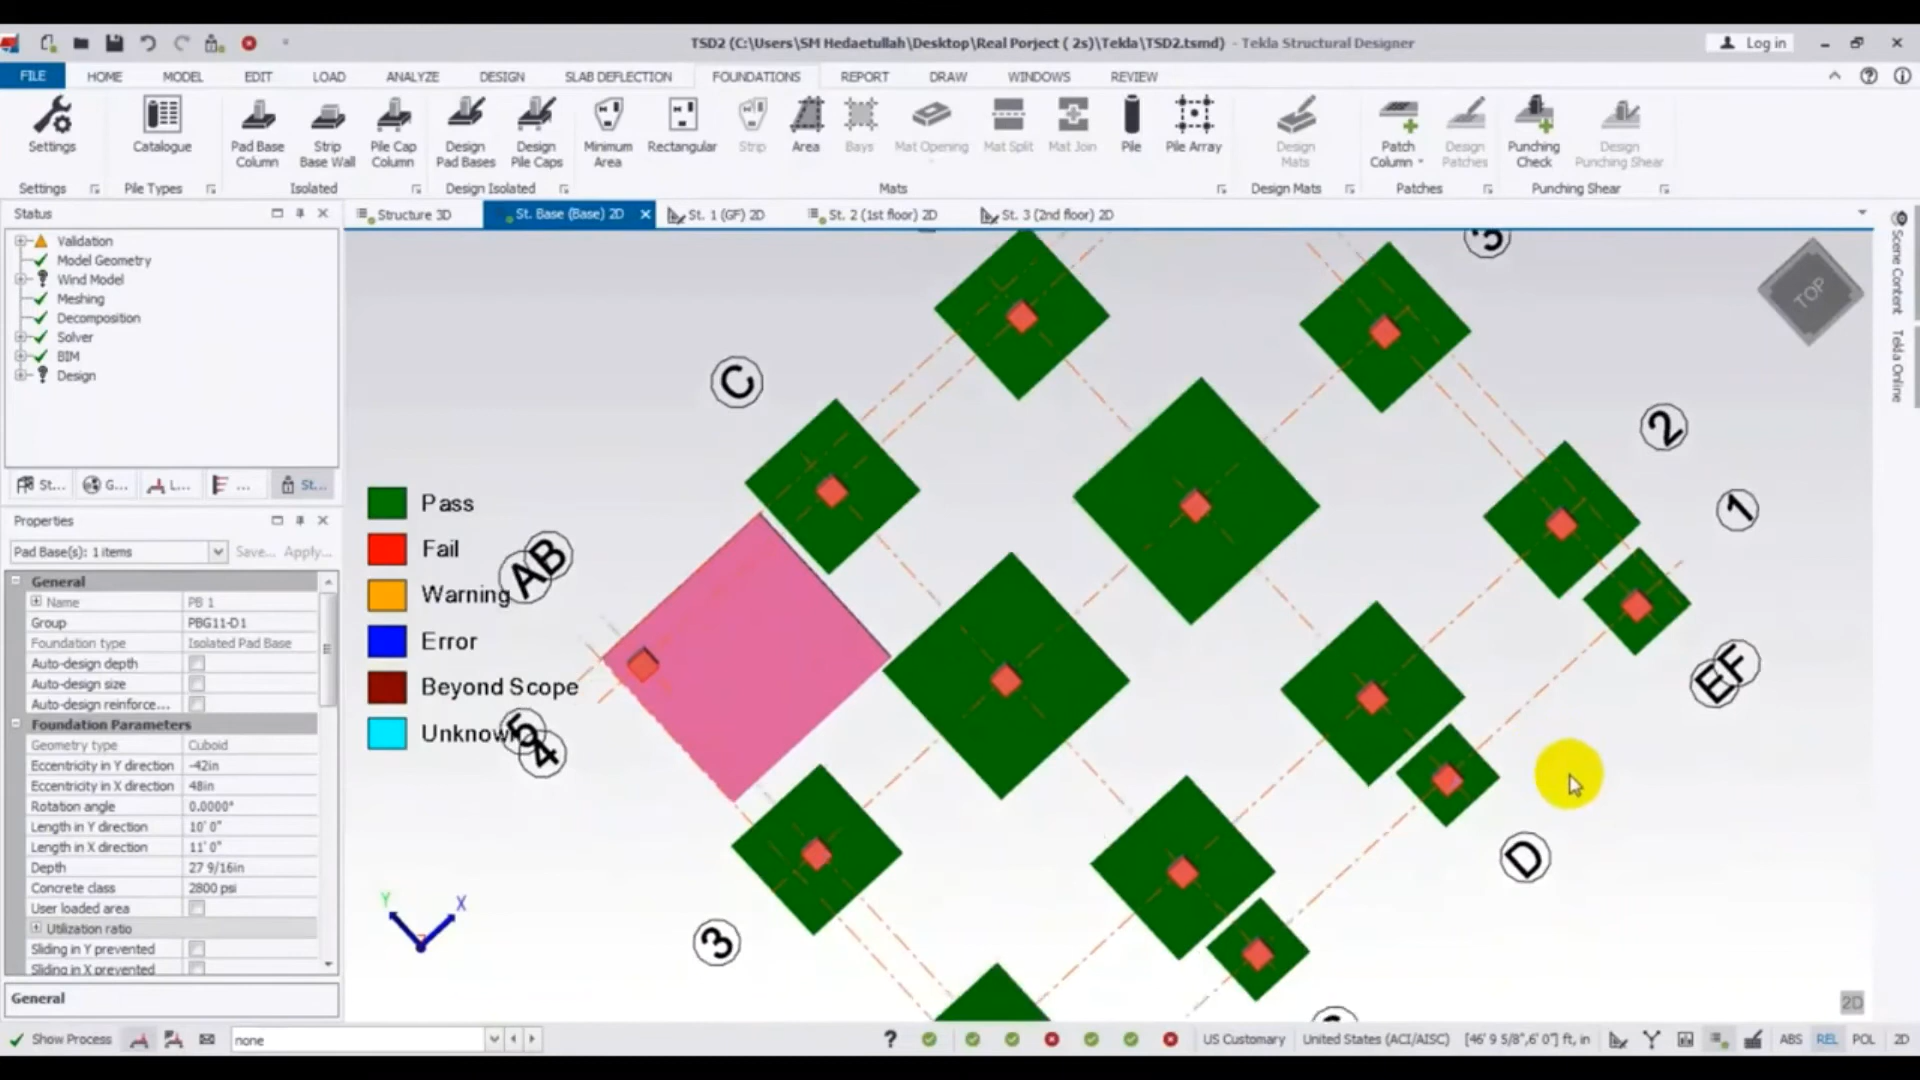 TSD2 (C:\Users\SM Hedaetullah\Desktop\Real Porject ( 2s)\Tekla\TSD2.tsmd) - Tekla Structural Designer
Log in
FILE HOME MODEL EDIT LOAD ANALYZE DESIGN SLAB DEFLECTION FOUNDATIONS REPORT DRAW WINDOWS REVIEW
Settings
Catalogue
Pad Base Column
Strip Base Wall
Pile Cap Column
Design Pad Bases
Design Pile Caps
Minimum Area
Rectangular
Strip
Area
Bays
Mat Opening
Mat Split
Mat Join
Pile
Pile Array
Design Mats
Patch Column
Design Patches
Punching Check
Design Punching Shear
Settings Pile Types Isolated Design Isolated Mats Design Mats Patches Punching Shear
Status
Structure 3D St. Base (Base) 2D St. 1 (GF) 2D St. 2 (1st floor) 2D St. 3 (2nd floor) 2D
Validation
Model Geometry
Wind Model
Meshing
Decomposition
Solver
BIM
Design
St... G... L... ... St...
Properties
Pad Base(s): 1 items Save... Apply...
General
Name PB 1
Group PBG11-D1
Foundation type Isolated Pad Base
Auto-design depth
Auto-design size
Auto-design reinforce...
Foundation Parameters
Geometry type Cuboid
Eccentricity in Y direction -42in
Eccentricity in X direction 48in
Rotation angle 0.0000°
Length in Y direction 10' 0"
Length in X direction 11' 0"
Depth 27 9/16in
Concrete class 2800 psi
User loaded area
Utilization ratio
Sliding in Y prevented
Sliding in X prevented
General
Pass
Fail
Warning
Error
Beyond Scope
Unknown
C
A B
5
4
3
2
1
E F
D
TOP
Y X
2D
Scene Content
Tekla Online
Show Process none ? US Customary United States (ACI/AISC) [46' 9 5/8",6' 0"] ft, in ABS REL POL 2D